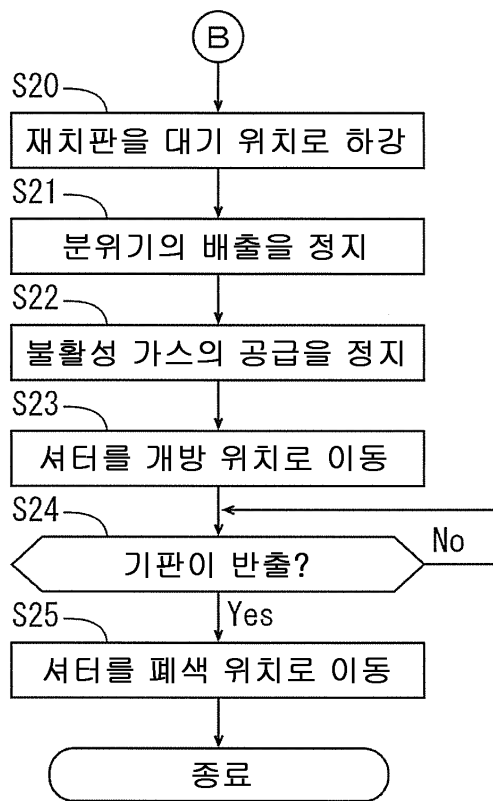 B
S20
재치판을 대기 위치로 하강
S21
분위기의 배출을 정지
S22
불활성 가스의 공급을 정지
S23
셔터를 개방 위치로 이동
S24
기판이 반출?
No
Yes
S25
셔터를 폐색 위치로 이동
종료